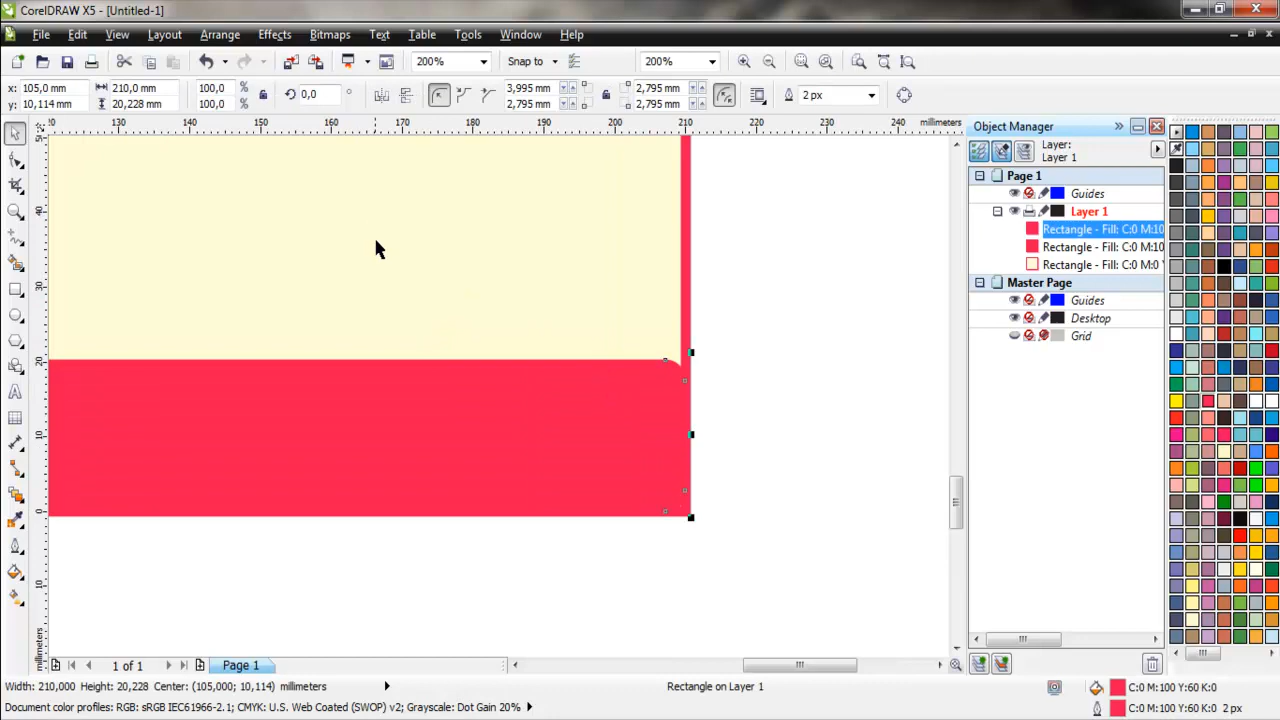 CorelDRAW X5 - [Untitled-1]
File Edit View Layout Arrange Effects Bitmaps Text Table Tools Window Help
200% Snap to 200%
x: 105,0 mm 210,0 mm 100,0 % 0,0 ° 3,995 mm 2,795 mm 2 px
y: 10,114 mm 20,228 mm 100,0 % 2,795 mm 2,795 mm
130 140 150 160 170 180 190 200 210 220 230 240 millimeters
40
30
20
10
0
10
millimeters
Object Manager
Layer:
Layer 1
Page 1
Guides
Layer 1
Rectangle - Fill: C:0 M:10
Rectangle - Fill: C:0 M:10
Rectangle - Fill: C:0 M:0
Master Page
Guides
Desktop
Grid
1 of 1 Page 1
Width: 210,000 Height: 20,228 Center: (105,000; 10,114) millimeters Rectangle on Layer 1 C:0 M:100 Y:60 K:0
Document color profiles: RGB: sRGB IEC61966-2.1; CMYK: U.S. Web Coated (SWOP) v2; Grayscale: Dot Gain 20% C:0 M:100 Y:60 K:0 2 px